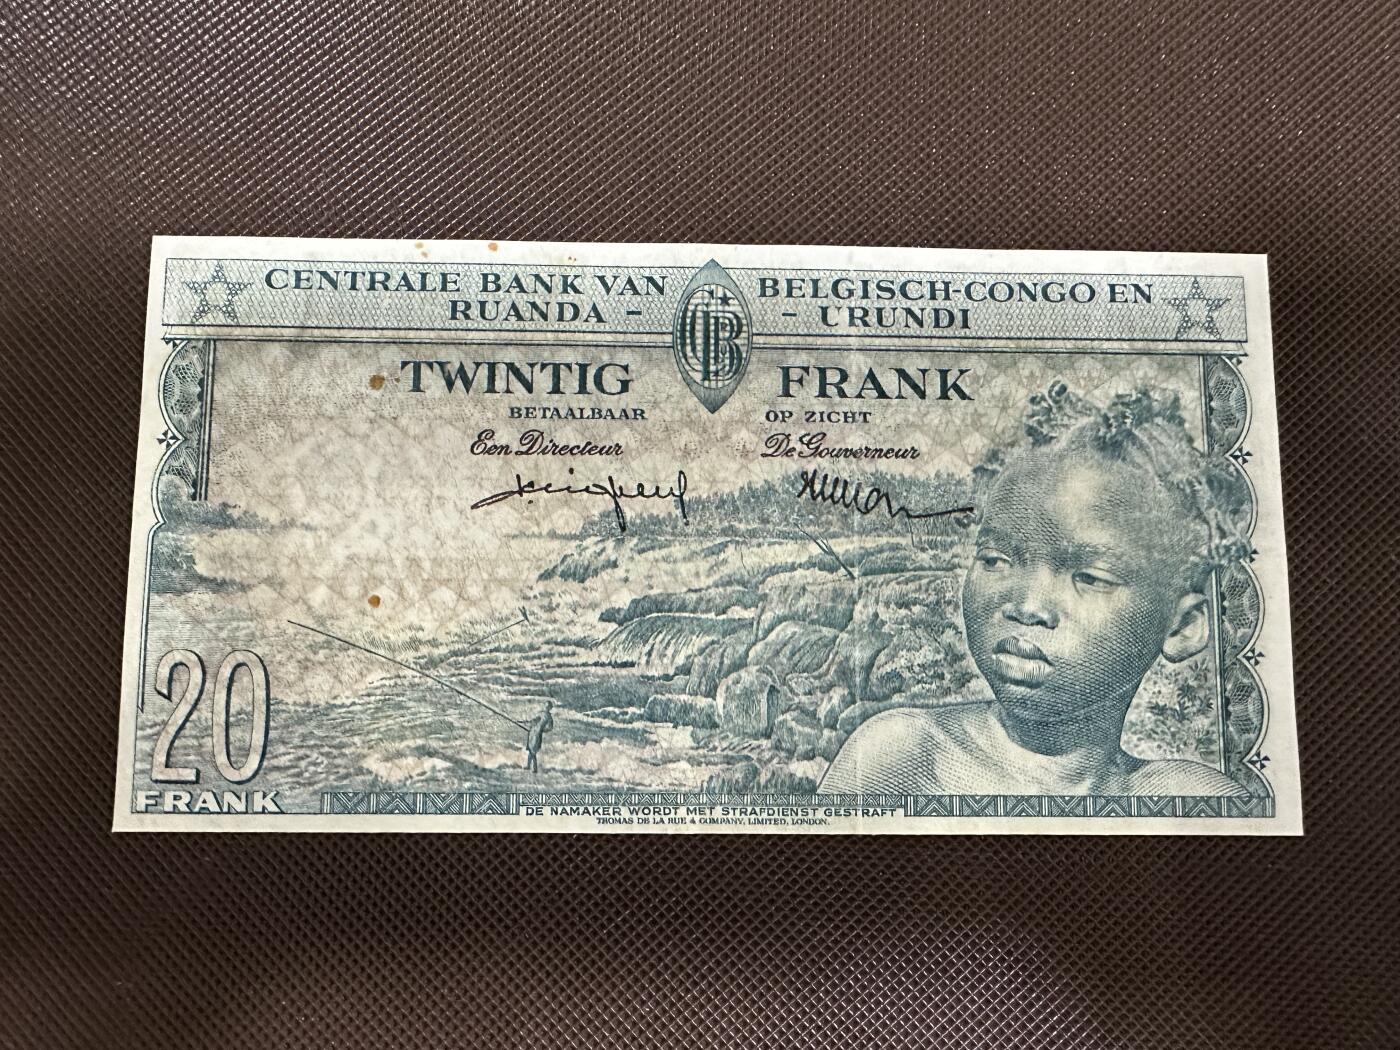 CENTRALE BANK VAN BELGISCH-CONGO EN
RUANDA - - URUNDI
CB
TWINTIG FRANK
BETAALBAAR OP ZICHT
Een Directeur De Gouverneur
20
FRANK
DE NAMAKER WORDT MET STRAFDIENST GESTRAFT
THOMAS DE LA RUE & COMPANY, LIMITED, LONDON.